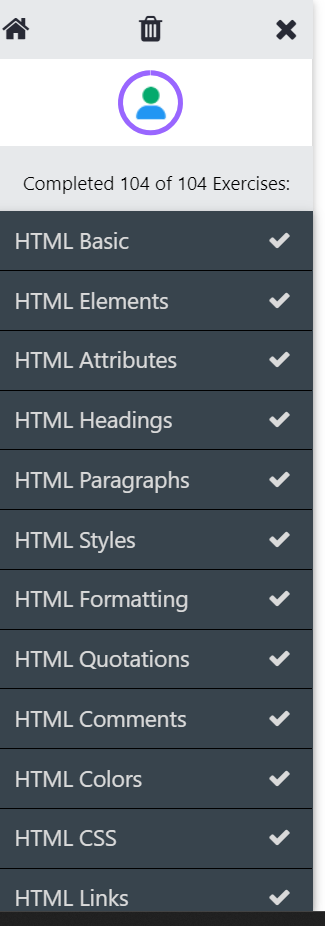 Completed 104 of 104 Exercises:
HTML Basic
HTML Elements
HTML Attributes
HTML Headings
HTML Paragraphs
HTML Styles
HTML Formatting
HTML Quotations
HTML Comments
HTML Colors
HTML CSS
HTML Links